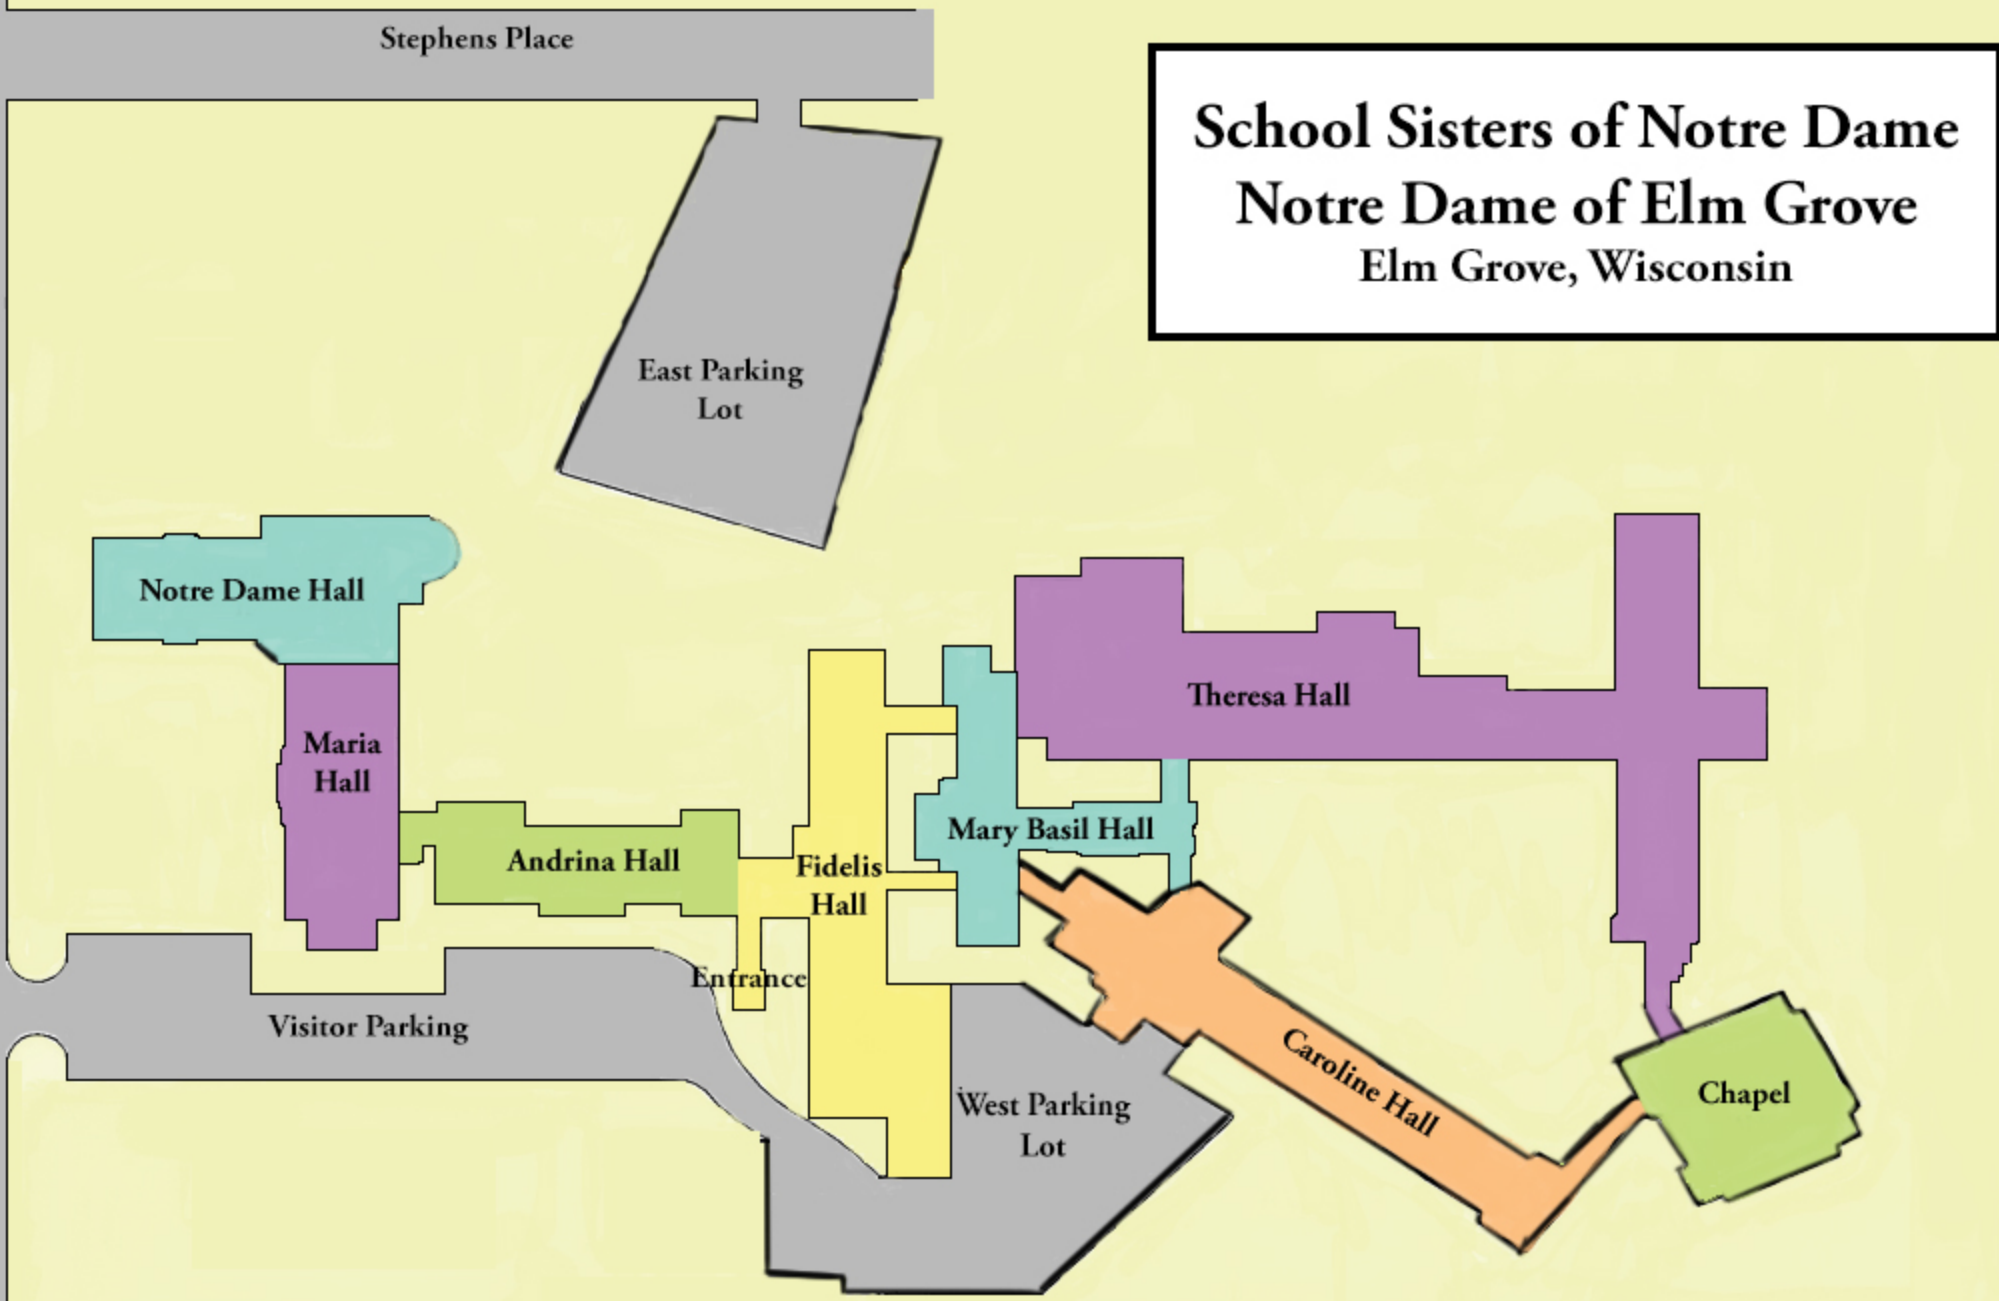 Stephens Place
School Sisters of Notre Dame
Notre Dame of Elm Grove
Elm Grove, Wisconsin
East Parking
Lot
Notre Dame Hall
Maria
Hall
Theresa Hall
Mary Basil Hall
Andrina Hall
Fidelis
Hall
Entrance
Visitor Parking
West Parking
Lot
Caroline Hall
Chapel